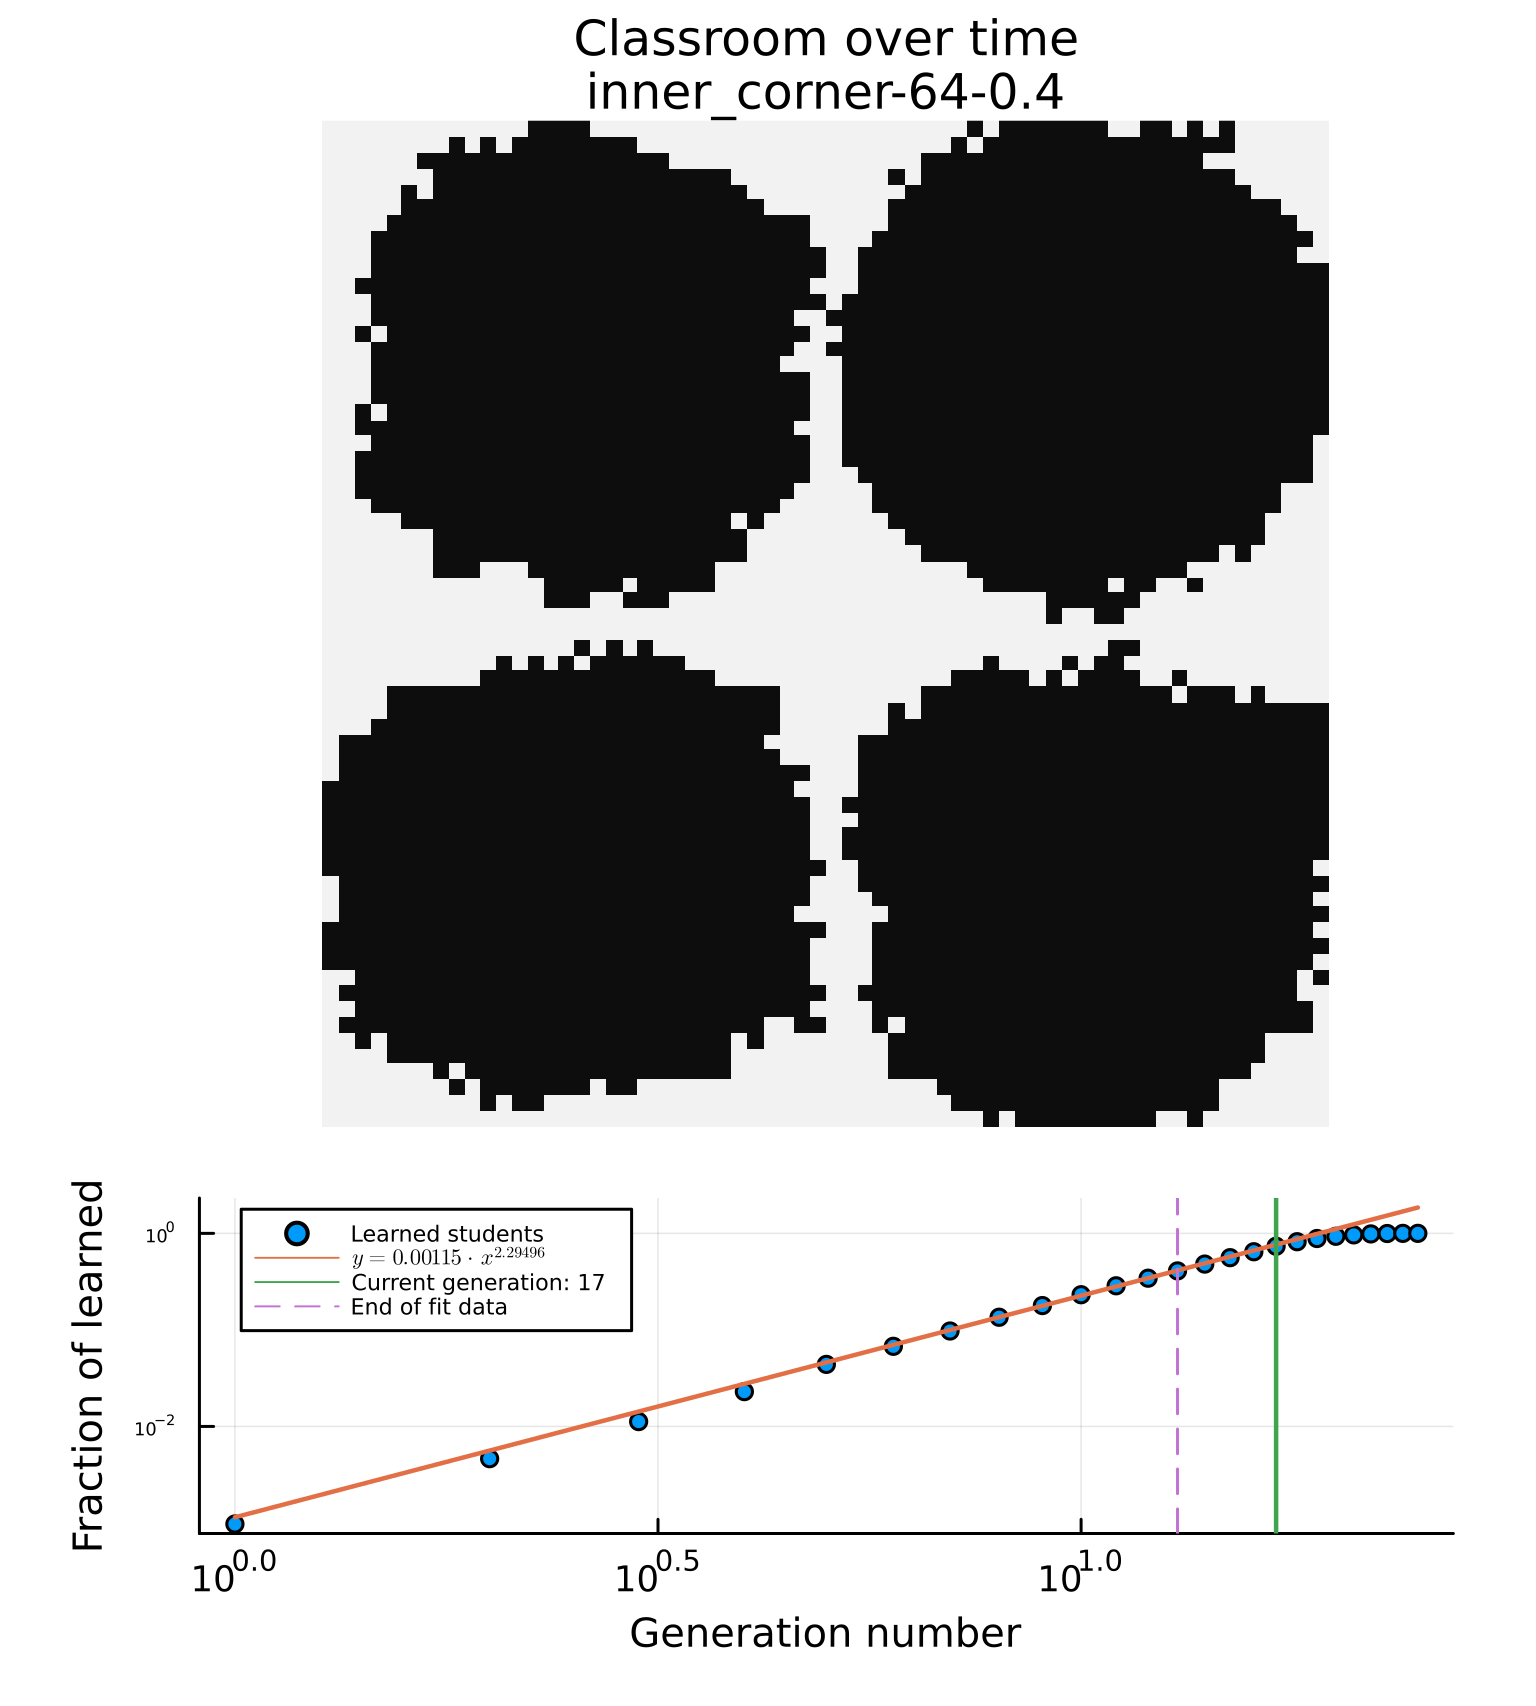 Classroom over time
inner_corner-64-0.4
Fraction of learned
10^0
10^-2
Learned students
y = 0.00115 · x^2.29496
Current generation: 17
End of fit data
10^0.0
10^0.5
10^1.0
Generation number